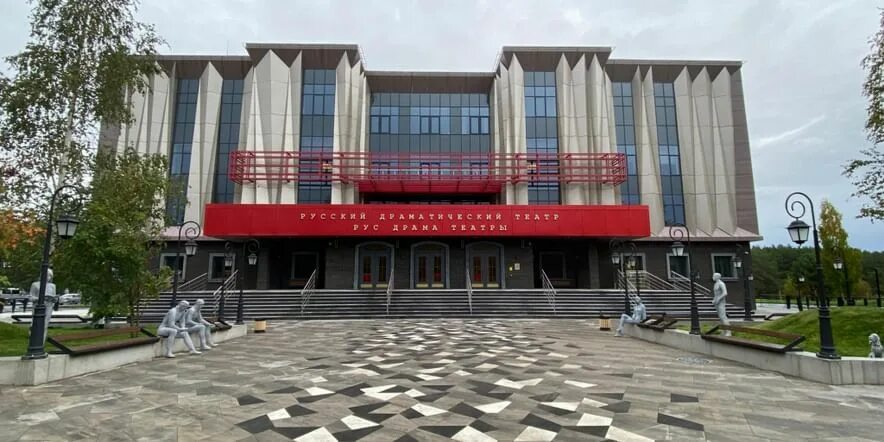 РУССКИЙ ДРАМАТИЧЕСКИЙ ТЕАТР
РУС ДРАМА ТЕАТРЫ